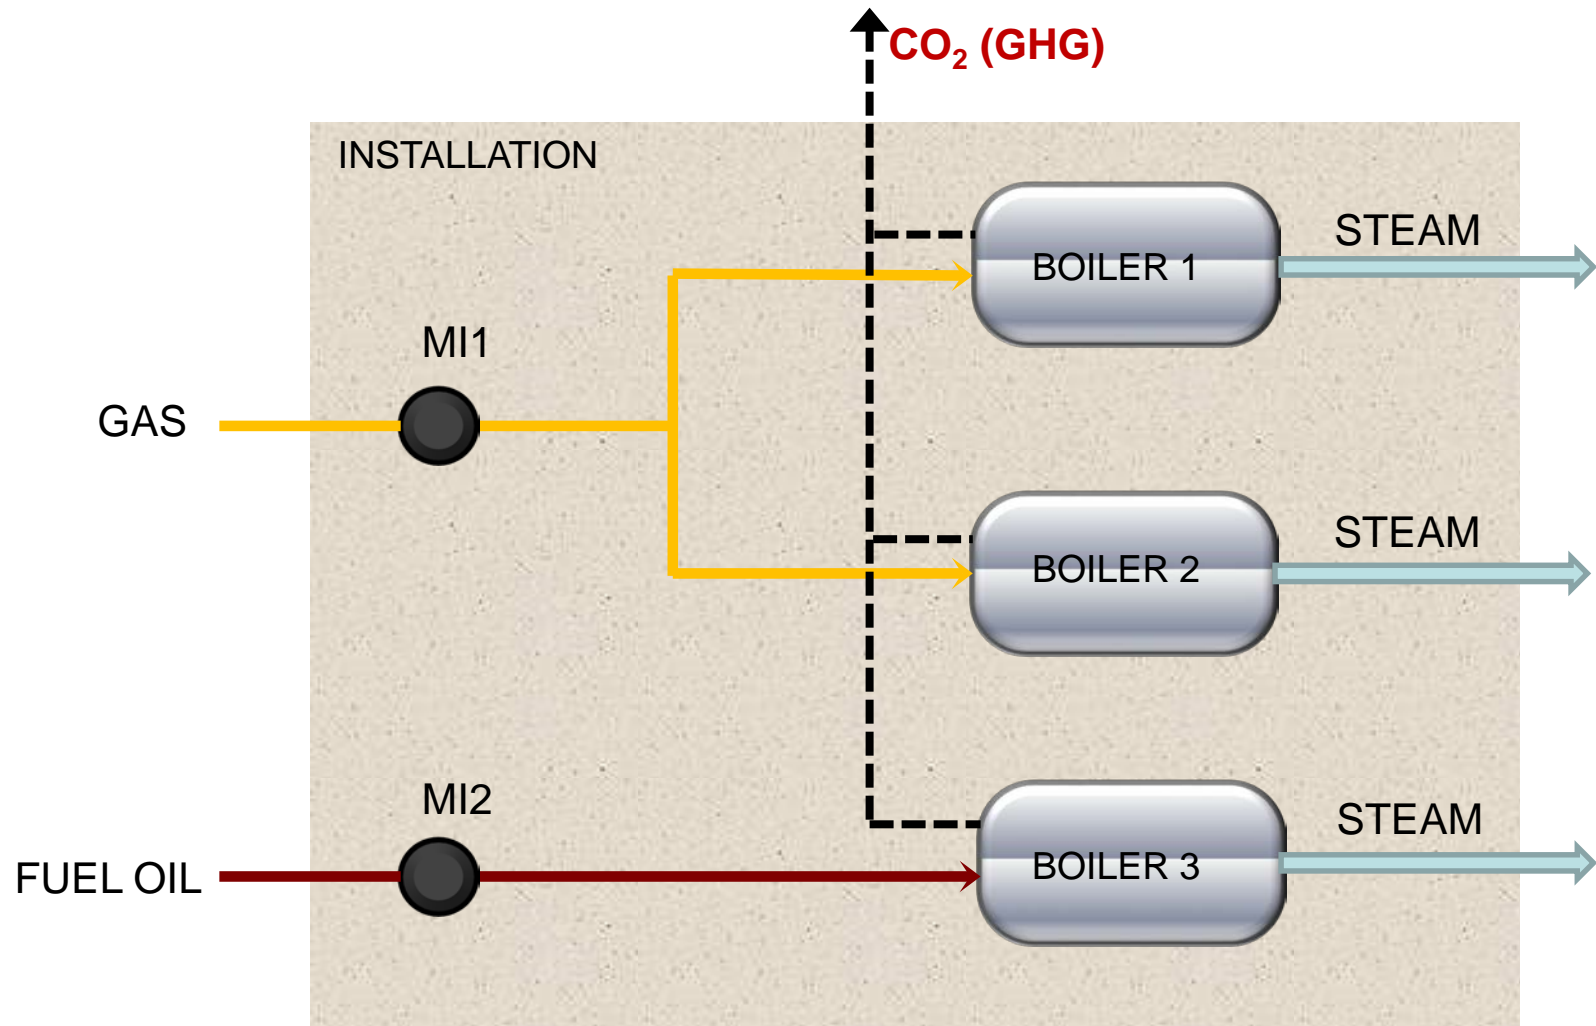 CO₂ (GHG)
INSTALLATION
STEAM
BOILER 1
MI1
GAS
STEAM
BOILER 2
MI2
STEAM
BOILER 3
FUEL OIL